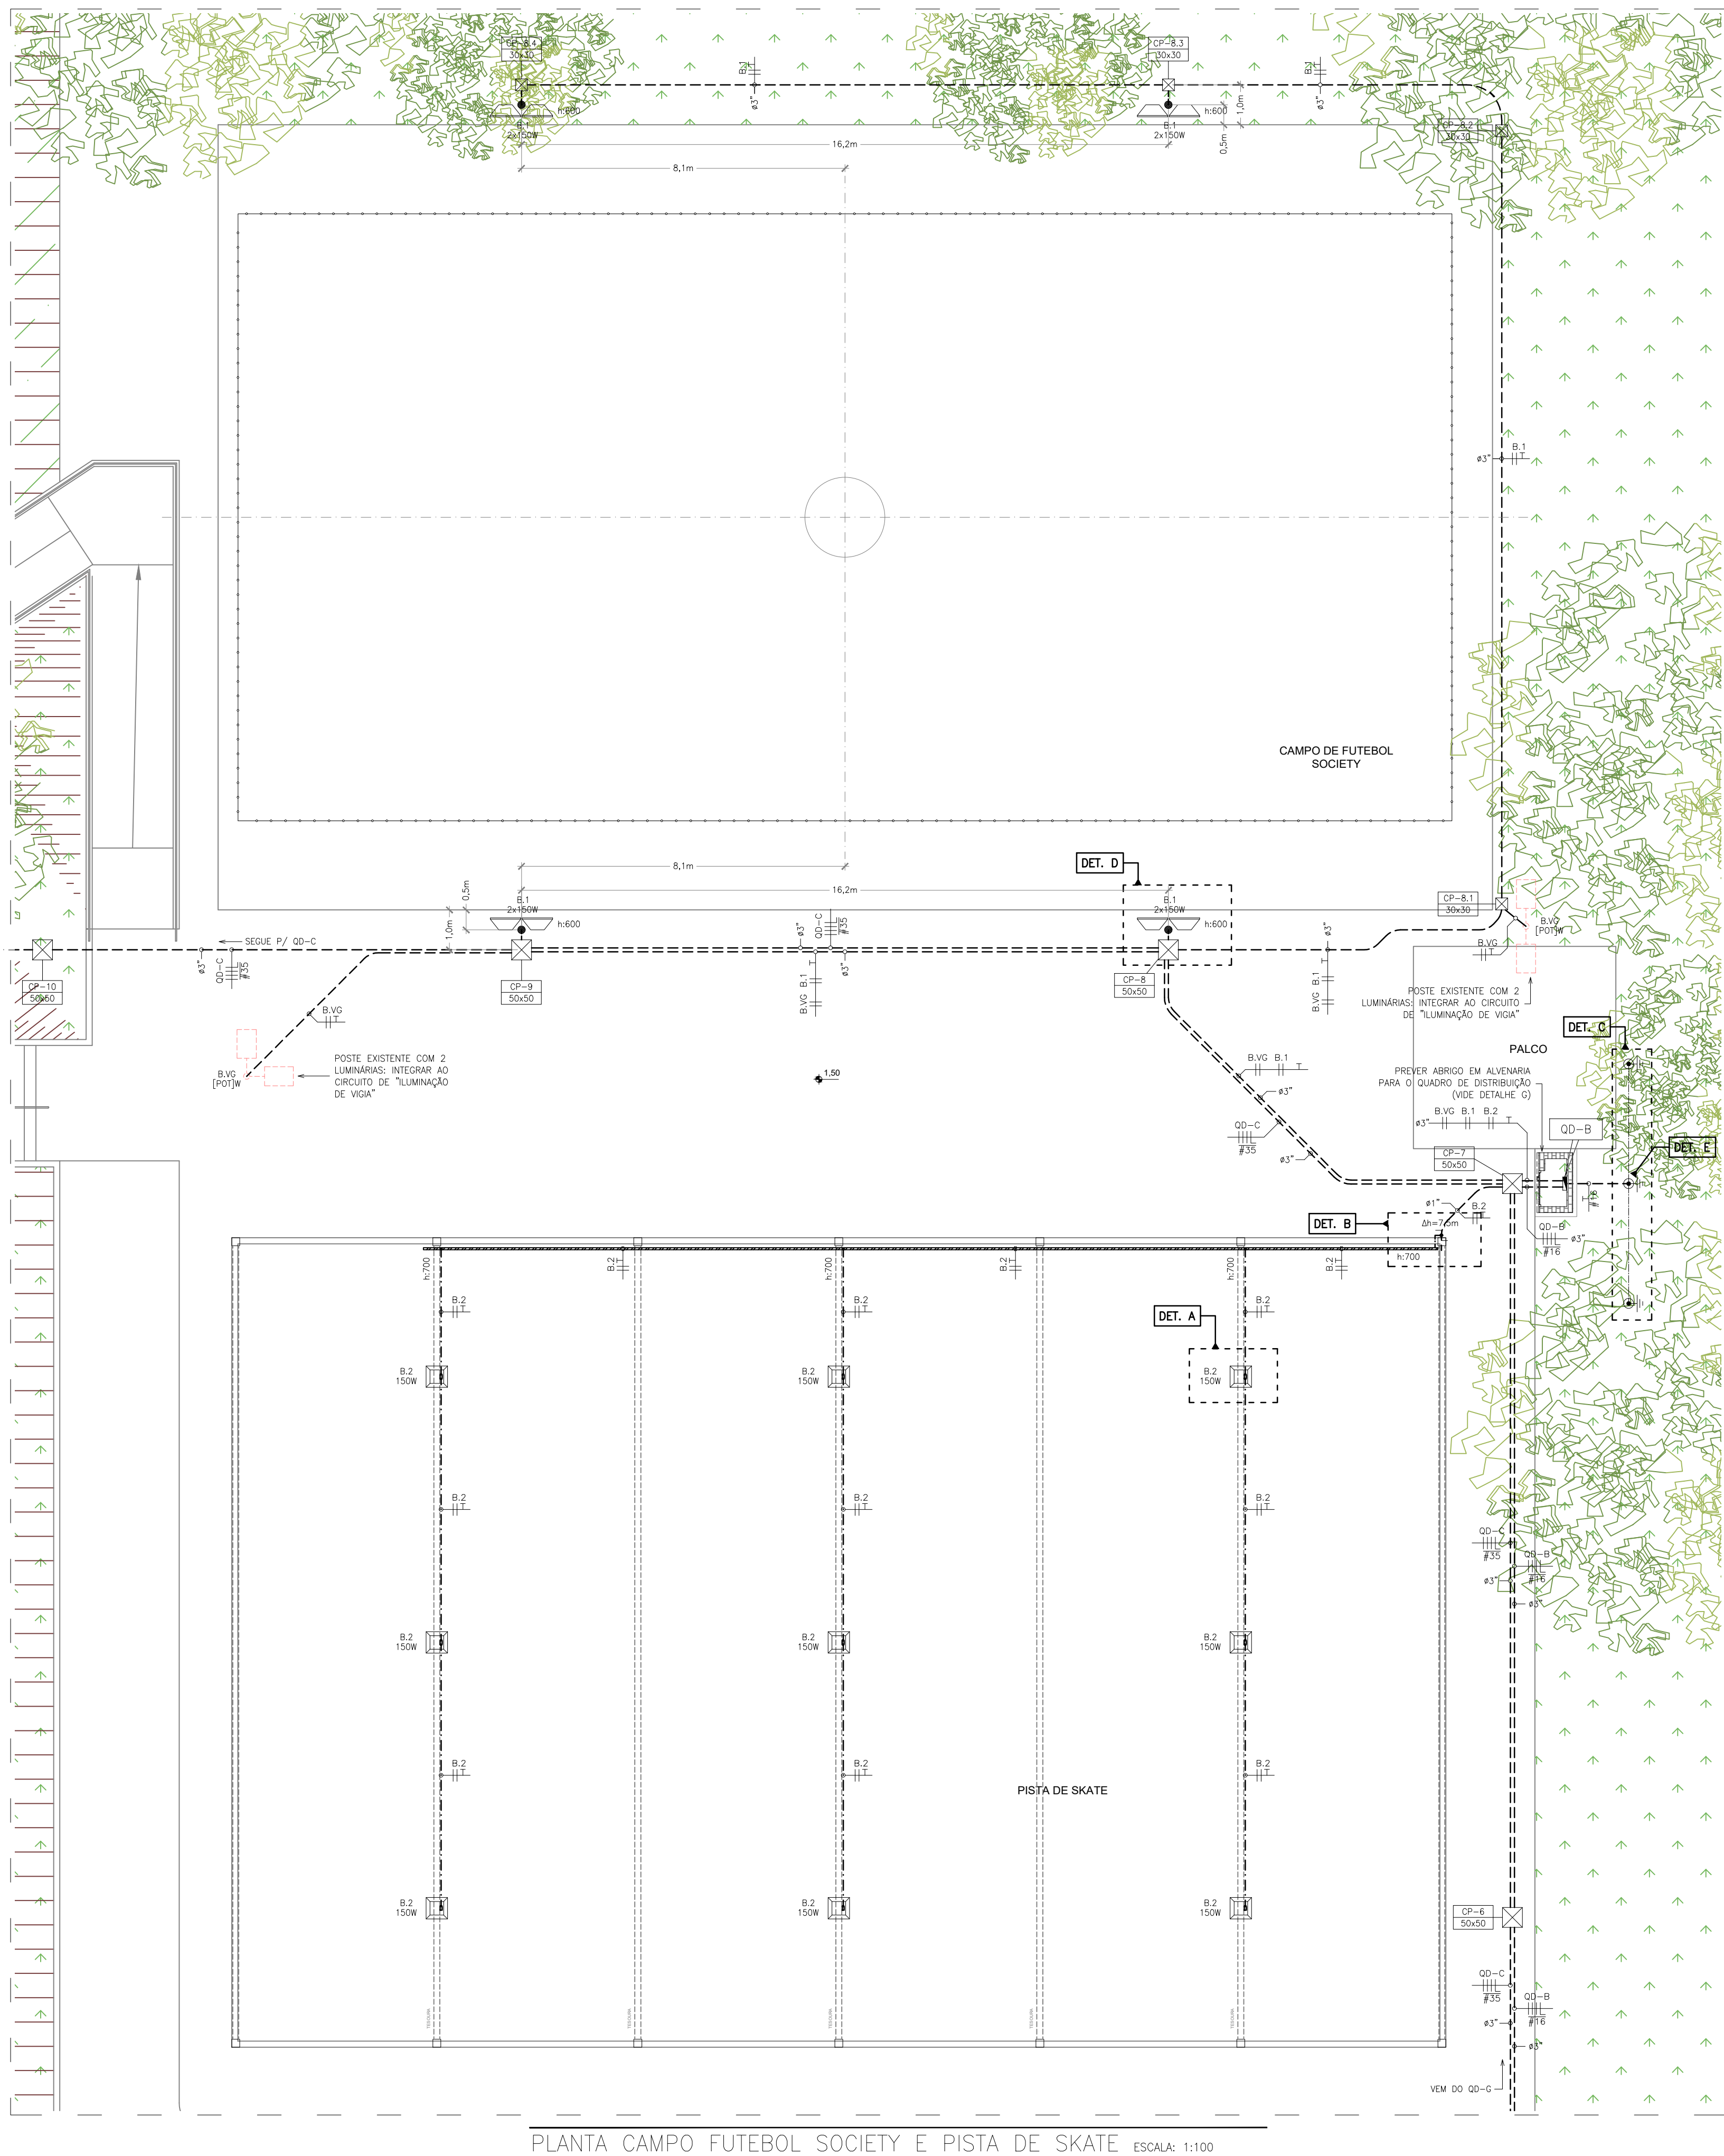 CP-8.4
30x30
B.1
ø3"
CP-8.3
30x30
B.1
ø3"
h:600
B.1
2x150W
h:600
B.1
2x150W
1,0m
0,5m
CP-8.2
30x30
16,2m
8,1m
ø3"
B.1
CAMPO DE FUTEBOL
SOCIETY
8,1m
16,2m
DET. D
0,5m
1,0m
B.1
2x150W
h:600
B.1
2x150W
h:600
CP-8.1
30x30
B.VG
[POT]W
B.VG
SEGUE P/ QD-C
ø3"
QD-C
#35
CP-10
50x50
CP-9
50x50
ø3"
QD-C
#35
B.VG B.1
ø3"
CP-8
50x50
ø3"
B.VG B.1
POSTE EXISTENTE COM 2
LUMINÁRIAS: INTEGRAR AO CIRCUITO
DE "ILUMINAÇÃO DE VIGIA"
B.VG
B.VG
[POT]W
POSTE EXISTENTE COM 2
LUMINÁRIAS: INTEGRAR AO
CIRCUITO DE "ILUMINAÇÃO
DE VIGIA"
1,50
DET. C
PALCO
PREVER ABRIGO EM ALVENARIA
PARA O QUADRO DE DISTRIBUIÇÃO
(VIDE DETALHE G)
B.VG B.1
ø3"
QD-C
#35
ø3"
ø3"
B.VG B.1 B.2
QD-B
DET. E
CP-7
50x50
#16
ø1"
B.2
DET. B
Δh=7,5m
h:700
QD-B
#16
ø3"
h:700
B.2
h:700
B.2
h:700
B.2
B.2
B.2
B.2
DET. A
B.2
150W
B.2
150W
B.2
150W
B.2
B.2
B.2
QD-C
#35
QD-B
#16
ø3"
ø3"
B.2
150W
B.2
150W
B.2
150W
B.2
B.2
B.2
PISTA DE SKATE
B.2
150W
B.2
150W
B.2
150W
CP-6
50x50
QD-C
#35
QD-B
#16
ø3"
ø3"
TESOURA
TESOURA
TESOURA
TESOURA
TESOURA
VEM DO QD-G
PLANTA CAMPO FUTEBOL SOCIETY E PISTA DE SKATE ESCALA: 1:100